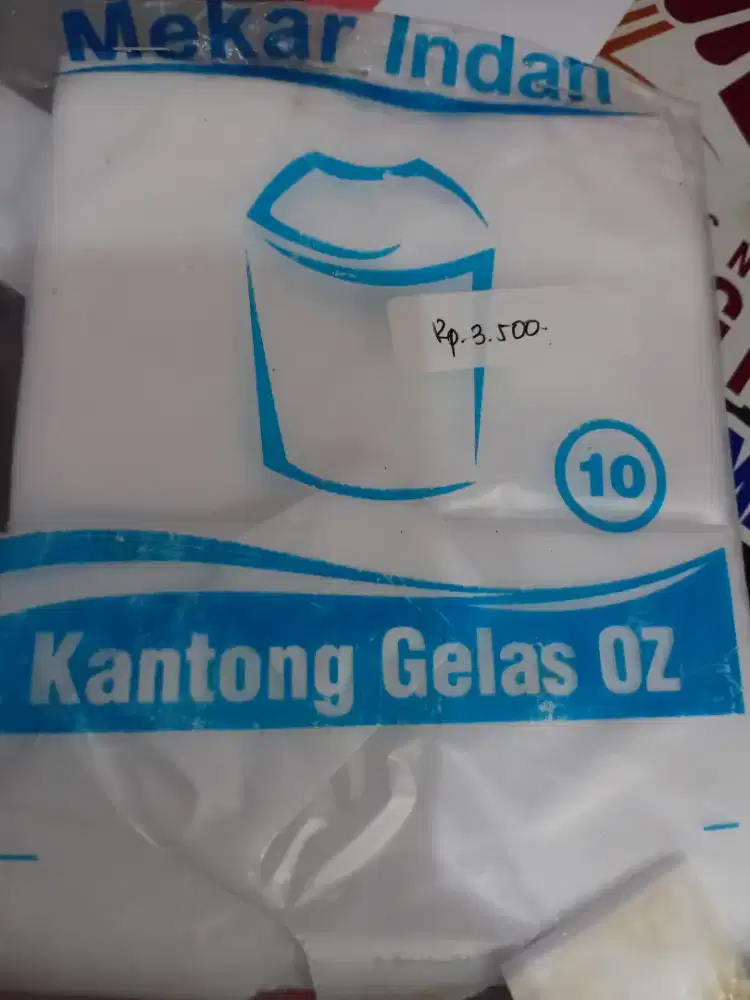 Mekar Indah
Rp. 3.500.
10
Kantong Gelas OZ